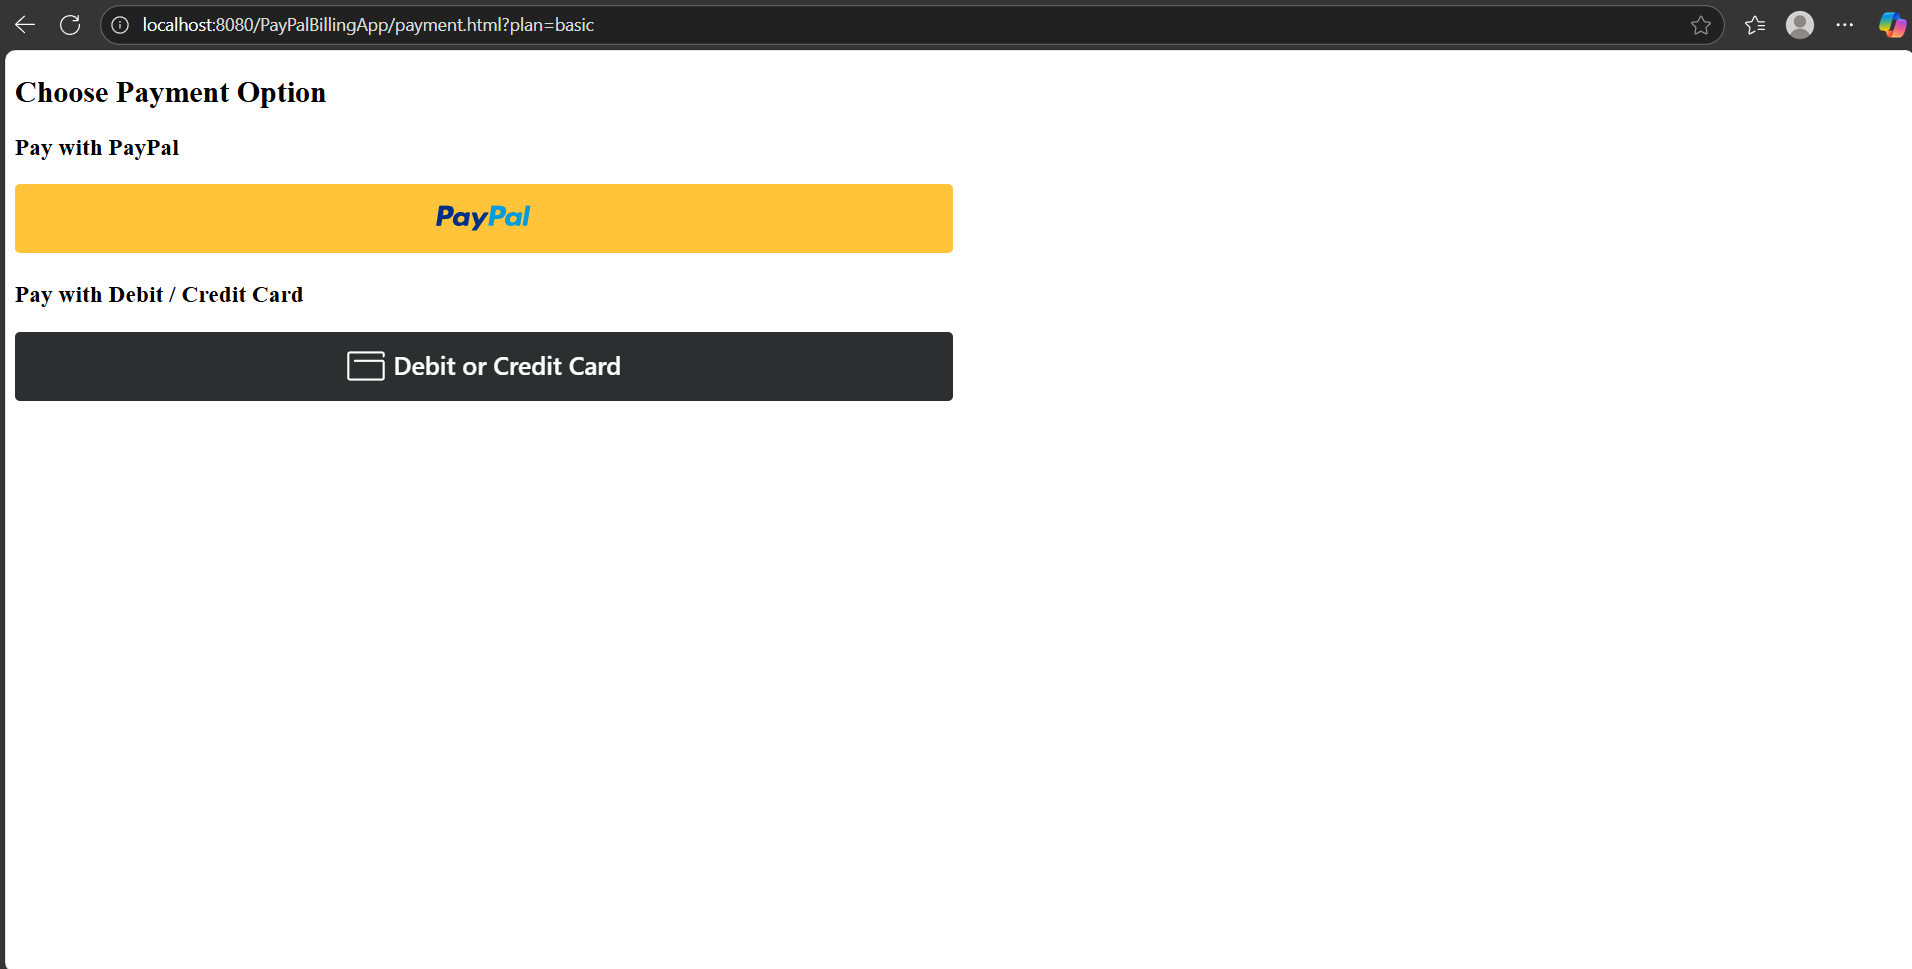 localhost:8080/PayPalBillingApp/payment.html?plan=basic
Choose Payment Option
Pay with PayPal
PayPal
Pay with Debit / Credit Card
Debit or Credit Card